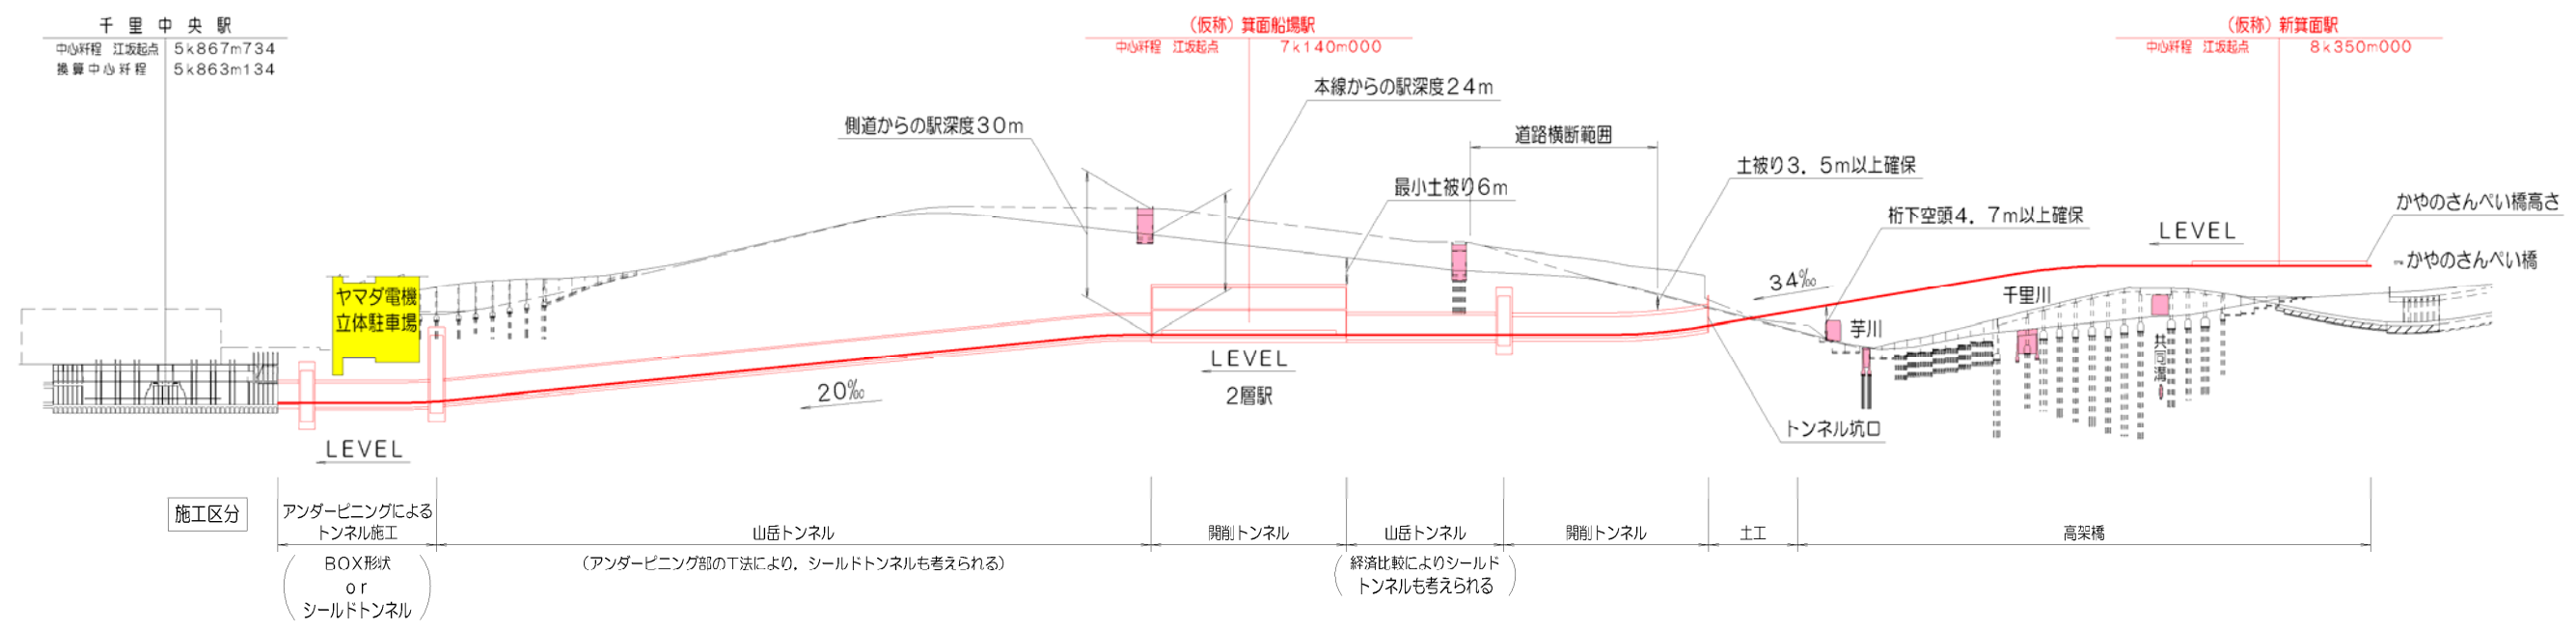 千里中央駅
中心粁程 江坂起点 5k867m734
換算中心粁程 5k863m134
（仮称）箕面船場駅
中心粁程 江坂起点 7k140m000
（仮称）新箕面駅
中心粁程 江坂起点 8k350m000
本線からの駅深度24m
側道からの駅深度30m
道路横断範囲
土被り3．5m以上確保
最小土被り6m
桁下空頭4．7m以上確保
かやのさんぺい橋高さ
LEVEL
かやのさんぺい橋
34‰
千里川
芋川
共同溝
ヤマダ電機
立体駐車場
LEVEL
2層駅
20‰
トンネル坑口
LEVEL
施工区分
アンダーピニングによる
トンネル施工
BOX形状
or
シールドトンネル
山岳トンネル
（アンダーピニング部の工法により，シールドトンネルも考えられる）
開削トンネル
山岳トンネル
経済比較によりシールド
トンネルも考えられる
開削トンネル
土工
高架橋